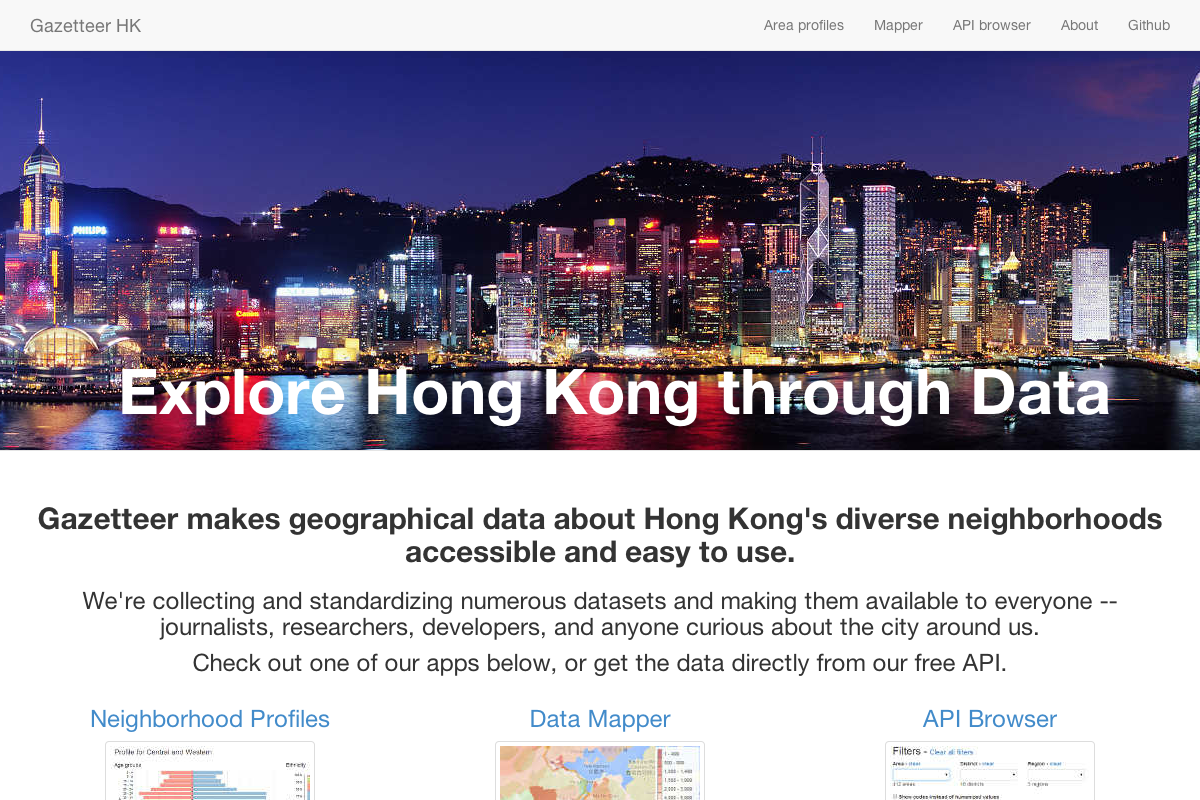 Gazetteer HK
Area profiles
Mapper
API browser
About
Github
PHILIPS
Canon
Explore Hong Kong through Data
Gazetteer makes geographical data about Hong Kong's diverse neighborhoods
accessible and easy to use.
We're collecting and standardizing numerous datasets and making them available to everyone --
journalists, researchers, developers, and anyone curious about the city around us.
Check out one of our apps below, or get the data directly from our free API.
Neighborhood Profiles
Data Mapper
API Browser
Profile for Central and Western
Age groups
Ethnicity
Filters - Clear all filters
Area - clear
District - clear
Region - clear
412 areas
18 districts
3 regions
Show codes instead of humanized values